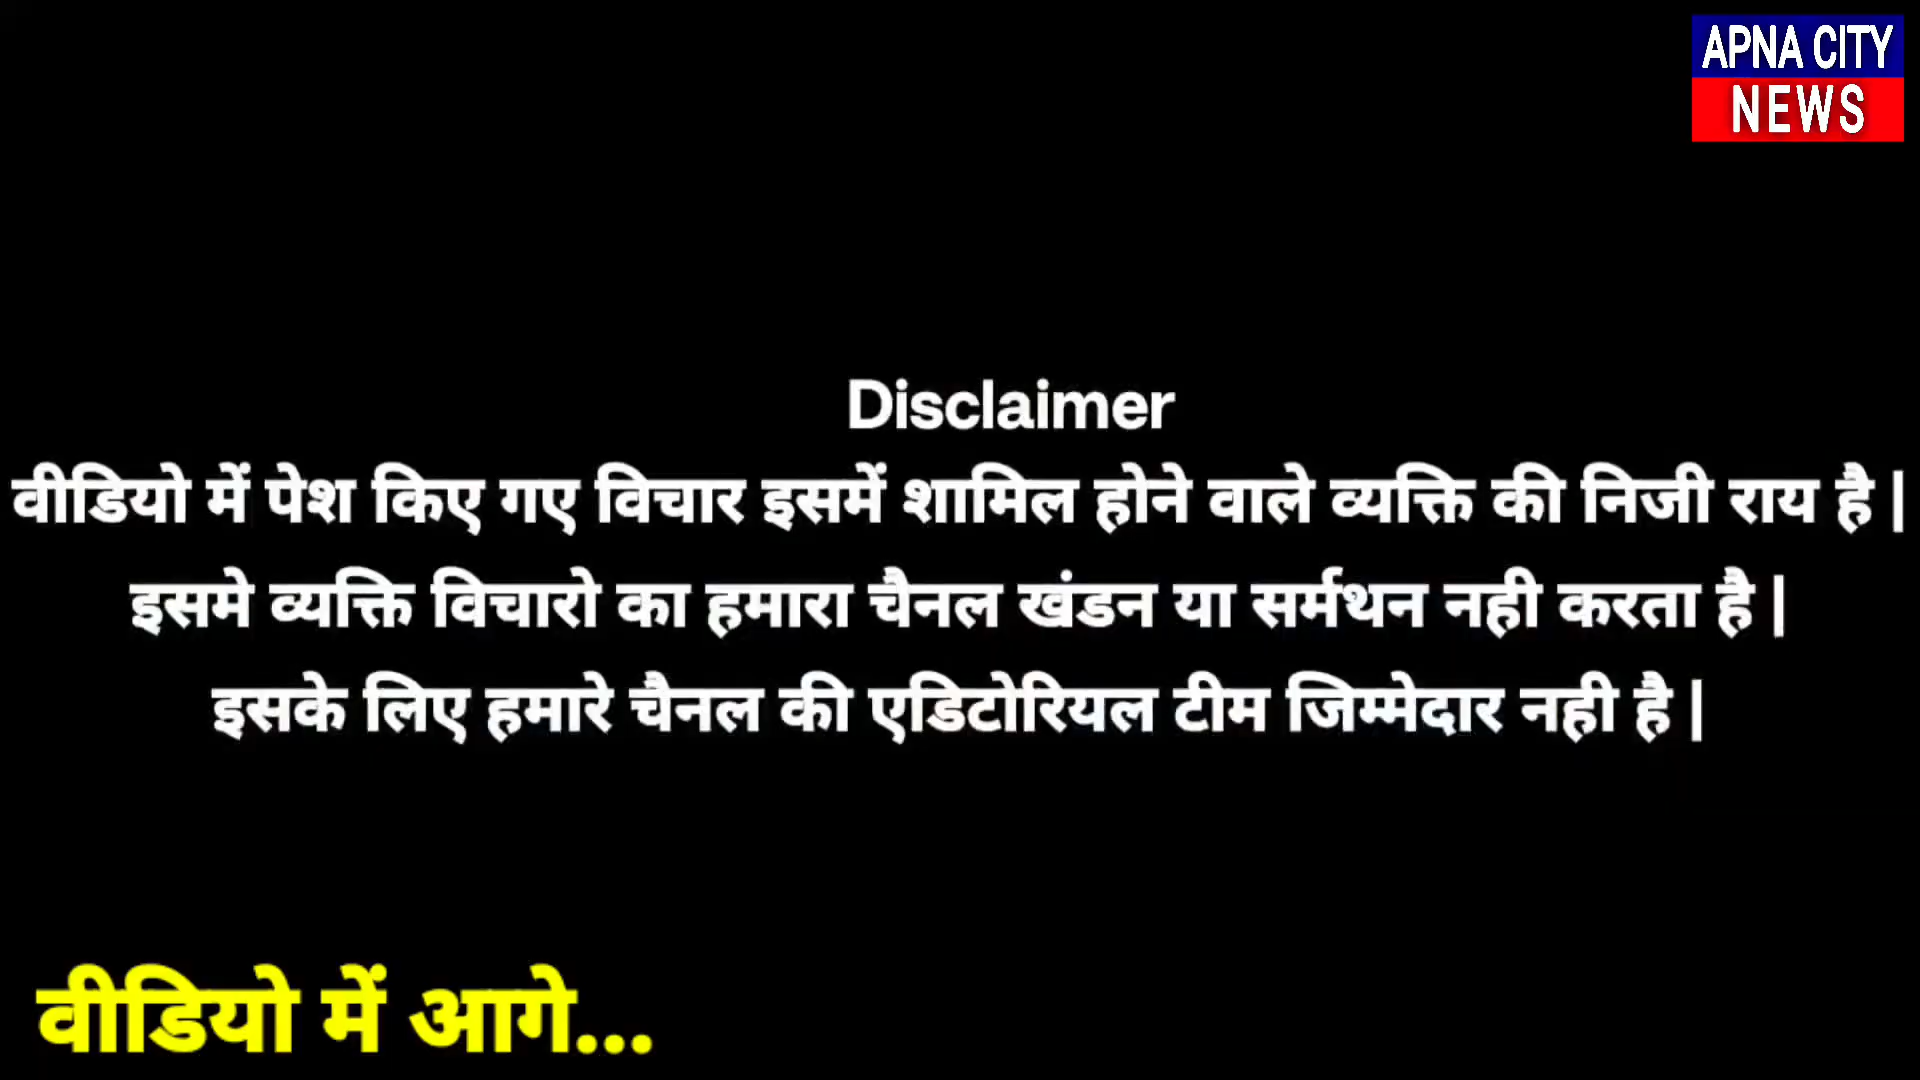 APNA CITY
NEWS
Disclaimer
वीडियो में पेश किए गए विचार इसमें शामिल होने वाले व्यक्ति की निजी राय है |
इसमे व्यक्ति विचारो का हमारा चैनल खंडन या सर्मथन नही करता है |
इसके लिए हमारे चैनल की एडिटोरियल टीम जिम्मेदार नही है |
वीडियो में आगे...